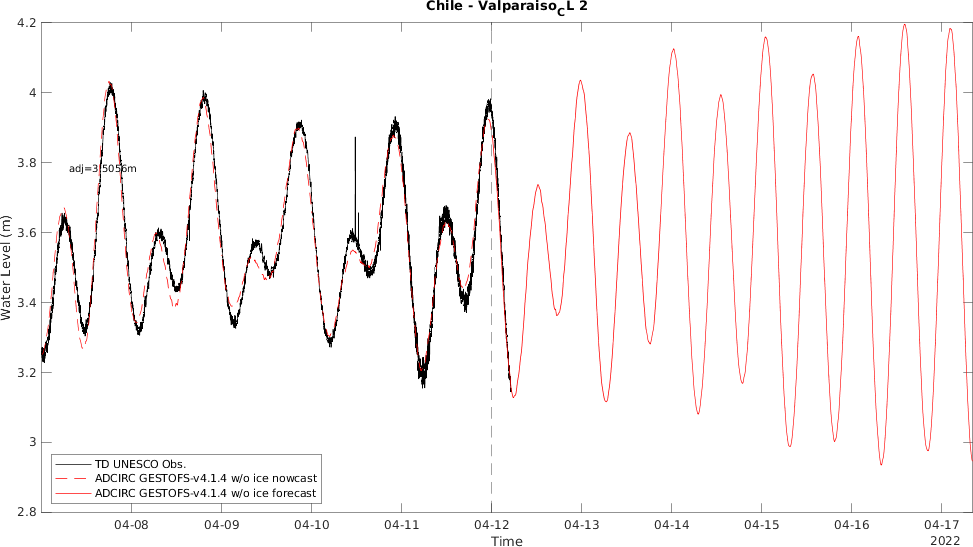 Chile - Valparaiso_CL 2
4.2
4
3.8
3.6
3.4
3.2
3
2.8
Water Level (m)
adj=3.5056m
TD UNESCO Obs.
ADCIRC GESTOFS-v4.1.4 w/o ice nowcast
ADCIRC GESTOFS-v4.1.4 w/o ice forecast
04-08 04-09 04-10 04-11 04-12 04-13 04-14 04-15 04-16 04-17
Time
2022